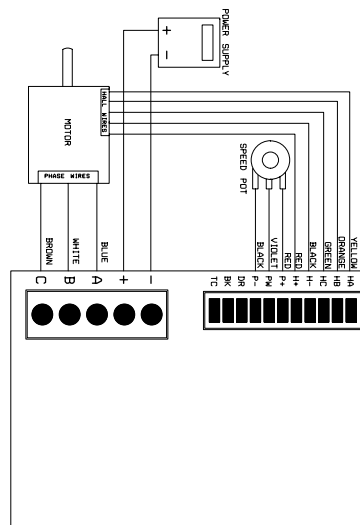 POWER SUPPLY
+
−
HALL WIRES
MOTOR
PHASE WIRES
SPEED POT
BROWN
WHITE
BLUE
BLACK
VIOLET
RED
RED
BLACK
GREEN
ORANGE
YELLOW
C
B
A
+
−
TC
BK
DR
P-
PW
P+
H+
H-
HC
HB
HA